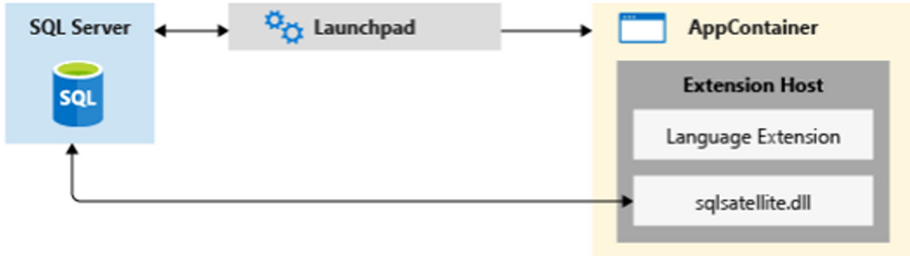 SQL Server
Launchpad
AppContainer
SQL
Extension Host
Language Extension
sqlsatellite.dll